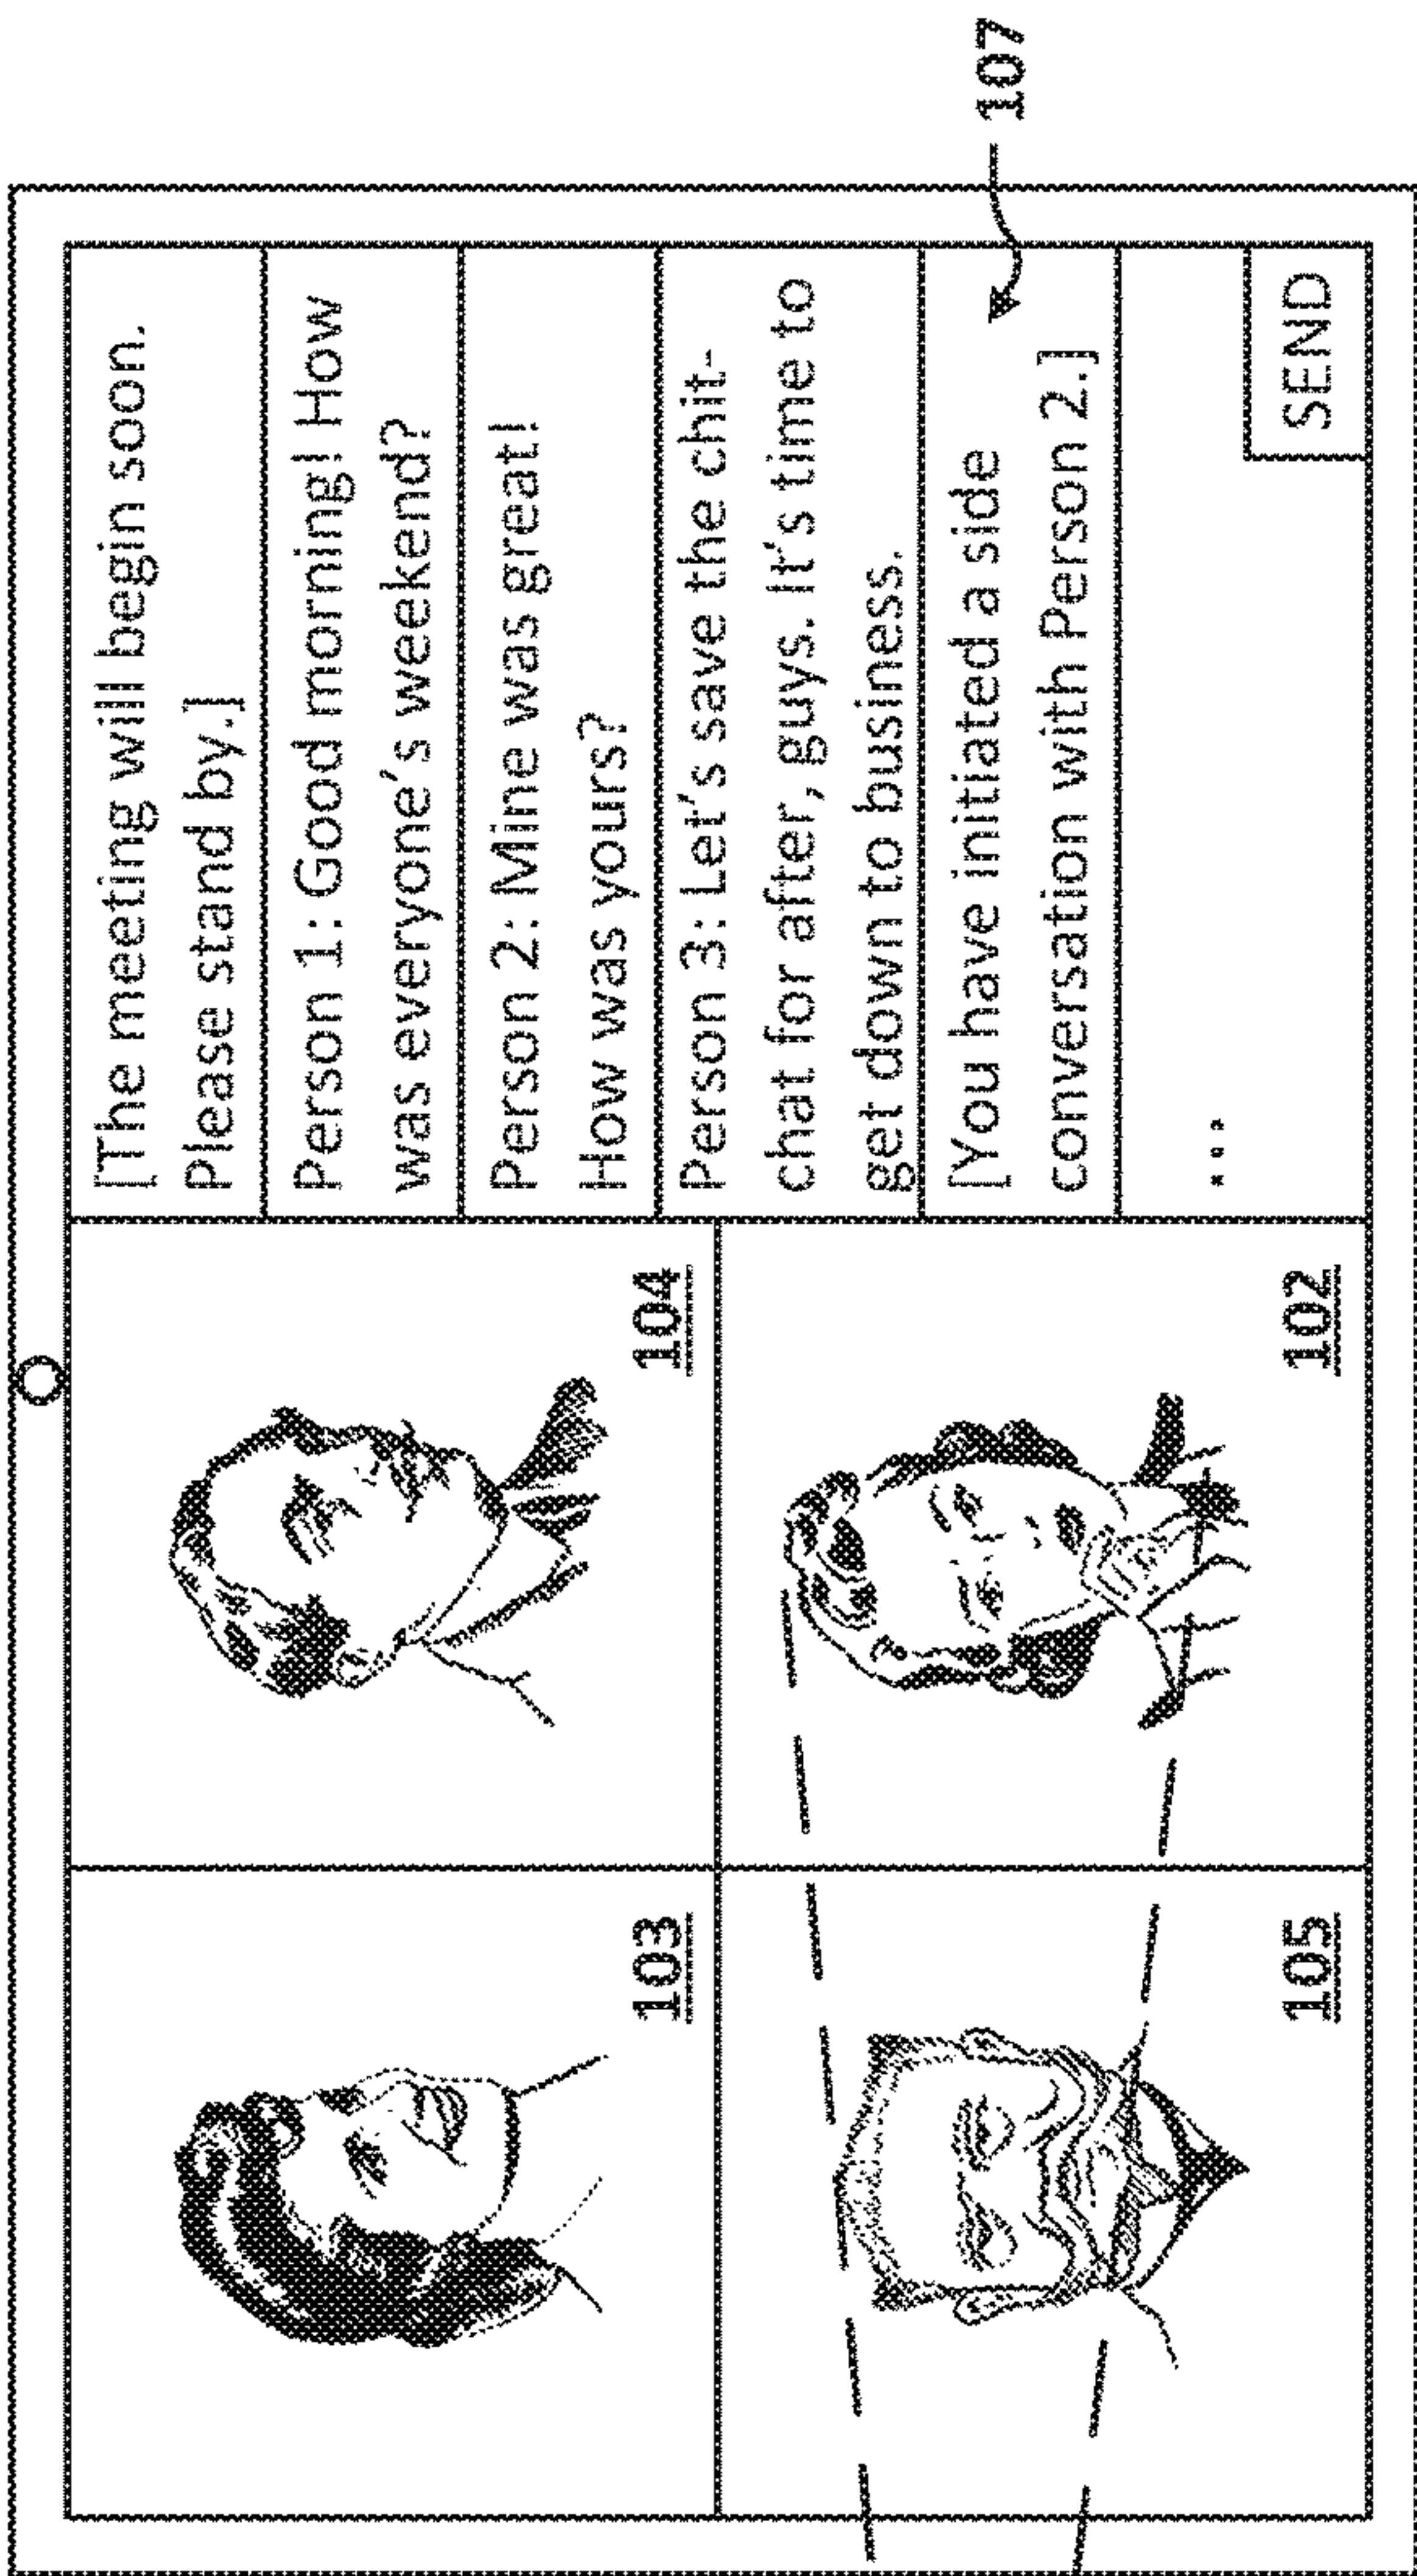 103
104
105
102
[The meeting will begin soon.
Please stand by.]
Person 1: Good morning! How
was everyone's weekend?
Person 2: Mine was great!
How was yours?
Person 3: Let's save the chit-
chat for after, guys. It's time to
get down to business.
[You have initiated a side
conversation with Person 2.]
...
SEND
107